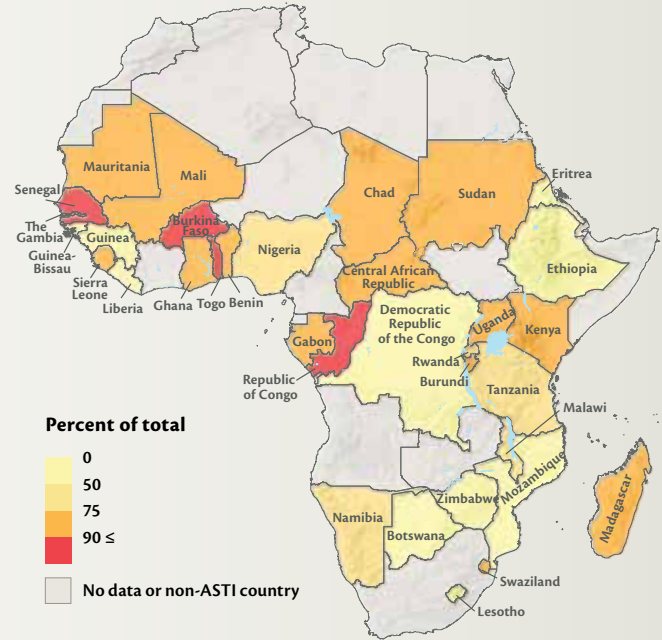 Mauritania
Mali
Senegal
The
Gambia
Guinea-
Bissau
Guinea
Sierra
Leone
Liberia
Burkina
Faso
Ghana
Togo
Benin
Nigeria
Chad
Sudan
Eritrea
Ethiopia
Central African
Republic
Democratic
Republic
of the Congo
Uganda
Kenya
Gabon
Rwanda
Burundi
Republic
of Congo
Tanzania
Malawi
Mozambique
Zimbabwe
Madagascar
Namibia
Botswana
Swaziland
Lesotho
Percent of total
0
50
75
90 ≤
No data or non-ASTI country